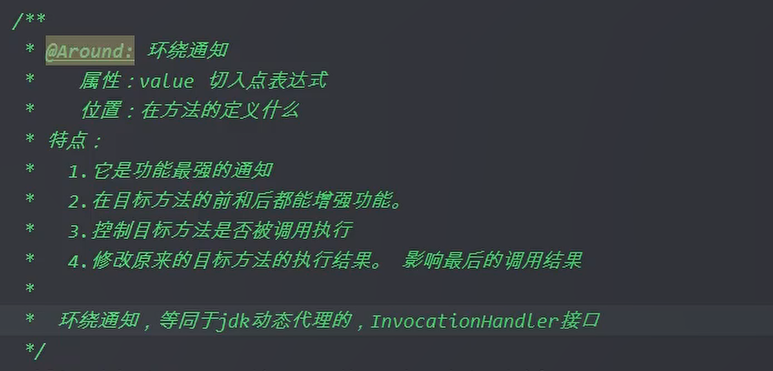 /**
 * @Around: 环绕通知
 *    属性：value 切入点表达式
 *    位置：在方法的定义什么
 * 特点：
 *   1.它是功能最强的通知
 *   2.在目标方法的前和后都能增强功能。
 *   3.控制目标方法是否被调用执行
 *   4.修改原来的目标方法的执行结果。 影响最后的调用结果
 *
 *  环绕通知，等同于jdk动态代理的，InvocationHandler接口
 */